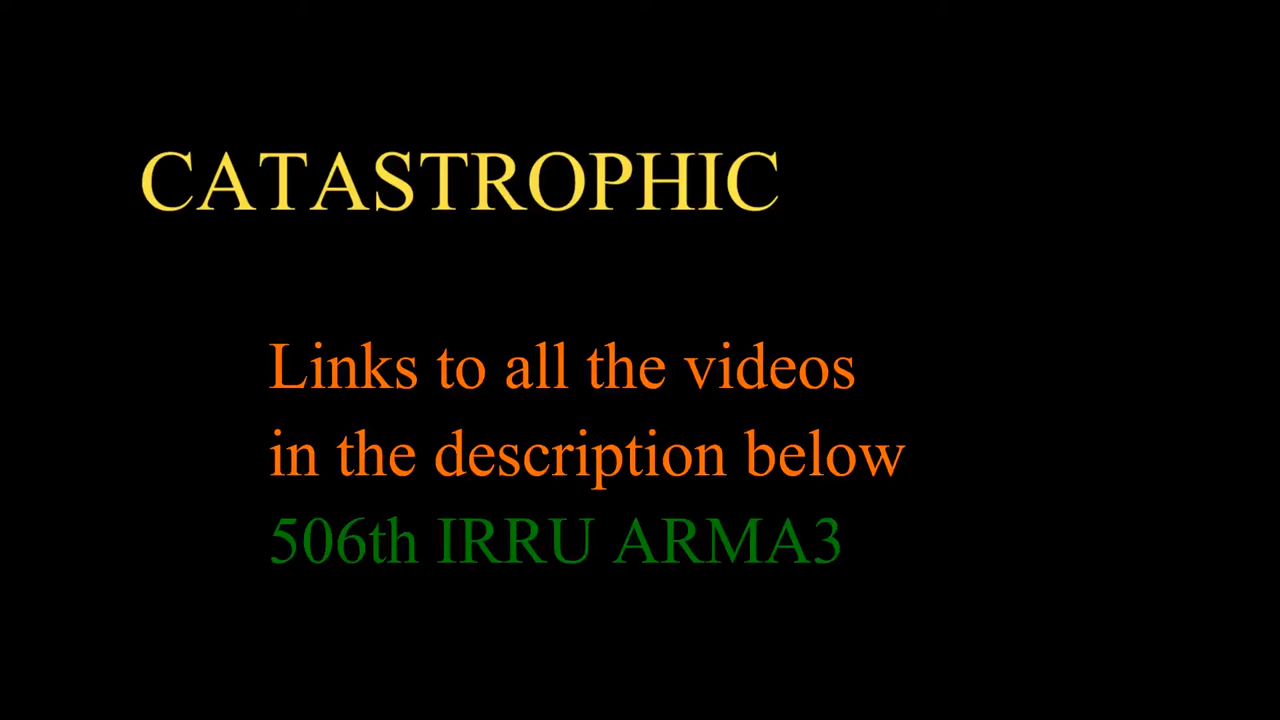 CATASTROPHIC
Links to all the videos
in the description below
506th IRRU ARMA3